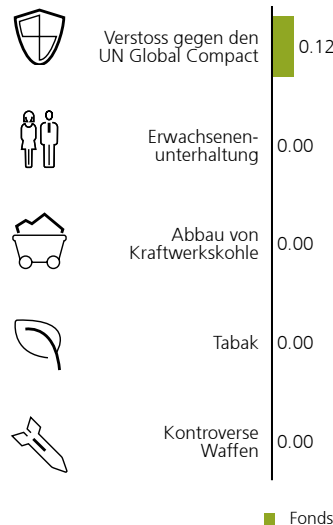 Verstoss gegen den
UN Global Compact
0.12
Erwachsenen-
unterhaltung
0.00
Abbau von
Kraftwerkskohle
0.00
Tabak
0.00
Kontroverse
Waffen
0.00
Fonds